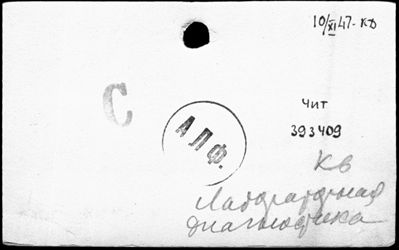 10/XI 47-кв
С
Чит
АЛФ.
393409
Кв
Лабораторная
диагностика